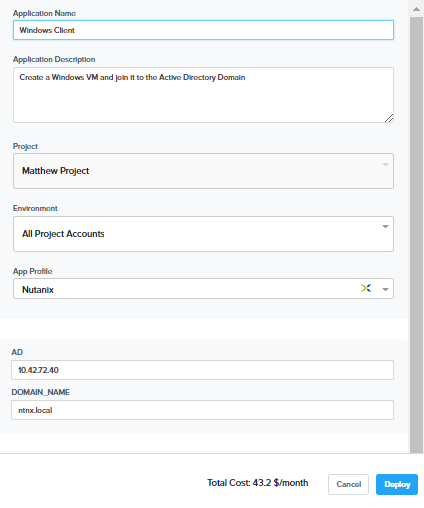 Application Name
Windows Client
Application Description
Create a Windows VM and join it to the Active Directory Domain
Project
Matthew Project
Environment
All Project Accounts
App Profile
Nutanix
AD
10.42.72.40
DOMAIN_NAME
ntnx.local
Total Cost: 43.2 $/month Cancel Deploy